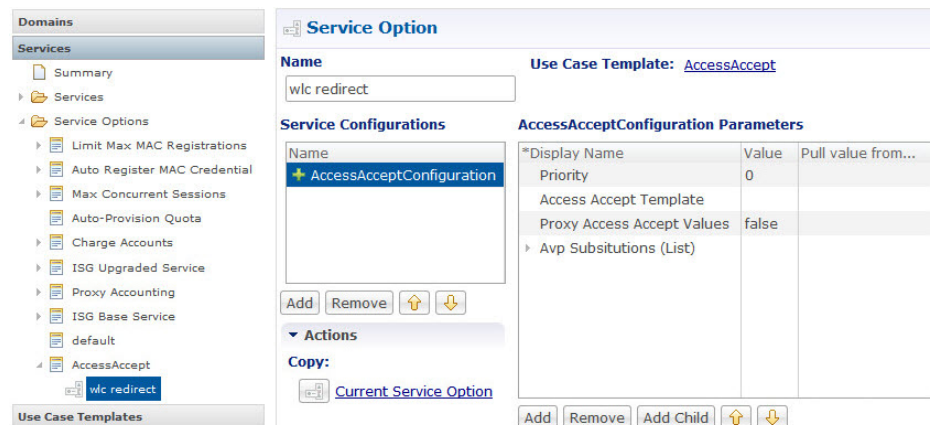 Domains
Services
Summary
Services
Service Options
Limit Max MAC Registrations
Auto Register MAC Credential
Max Concurrent Sessions
Auto-Provision Quota
Charge Accounts
ISG Upgraded Service
Proxy Accounting
ISG Base Service
default
AccessAccept
wlc redirect
Use Case Templates
Service Option
Name
Use Case Template: AccessAccept
wlc redirect
Service Configurations
Name
AccessAcceptConfiguration
Add Remove
Actions
Copy:
Current Service Option
AccessAcceptConfiguration Parameters
*Display Name Value Pull value from...
Priority 0
Access Accept Template
Proxy Access Accept Values false
Avp Subsitutions (List)
Add Remove Add Child